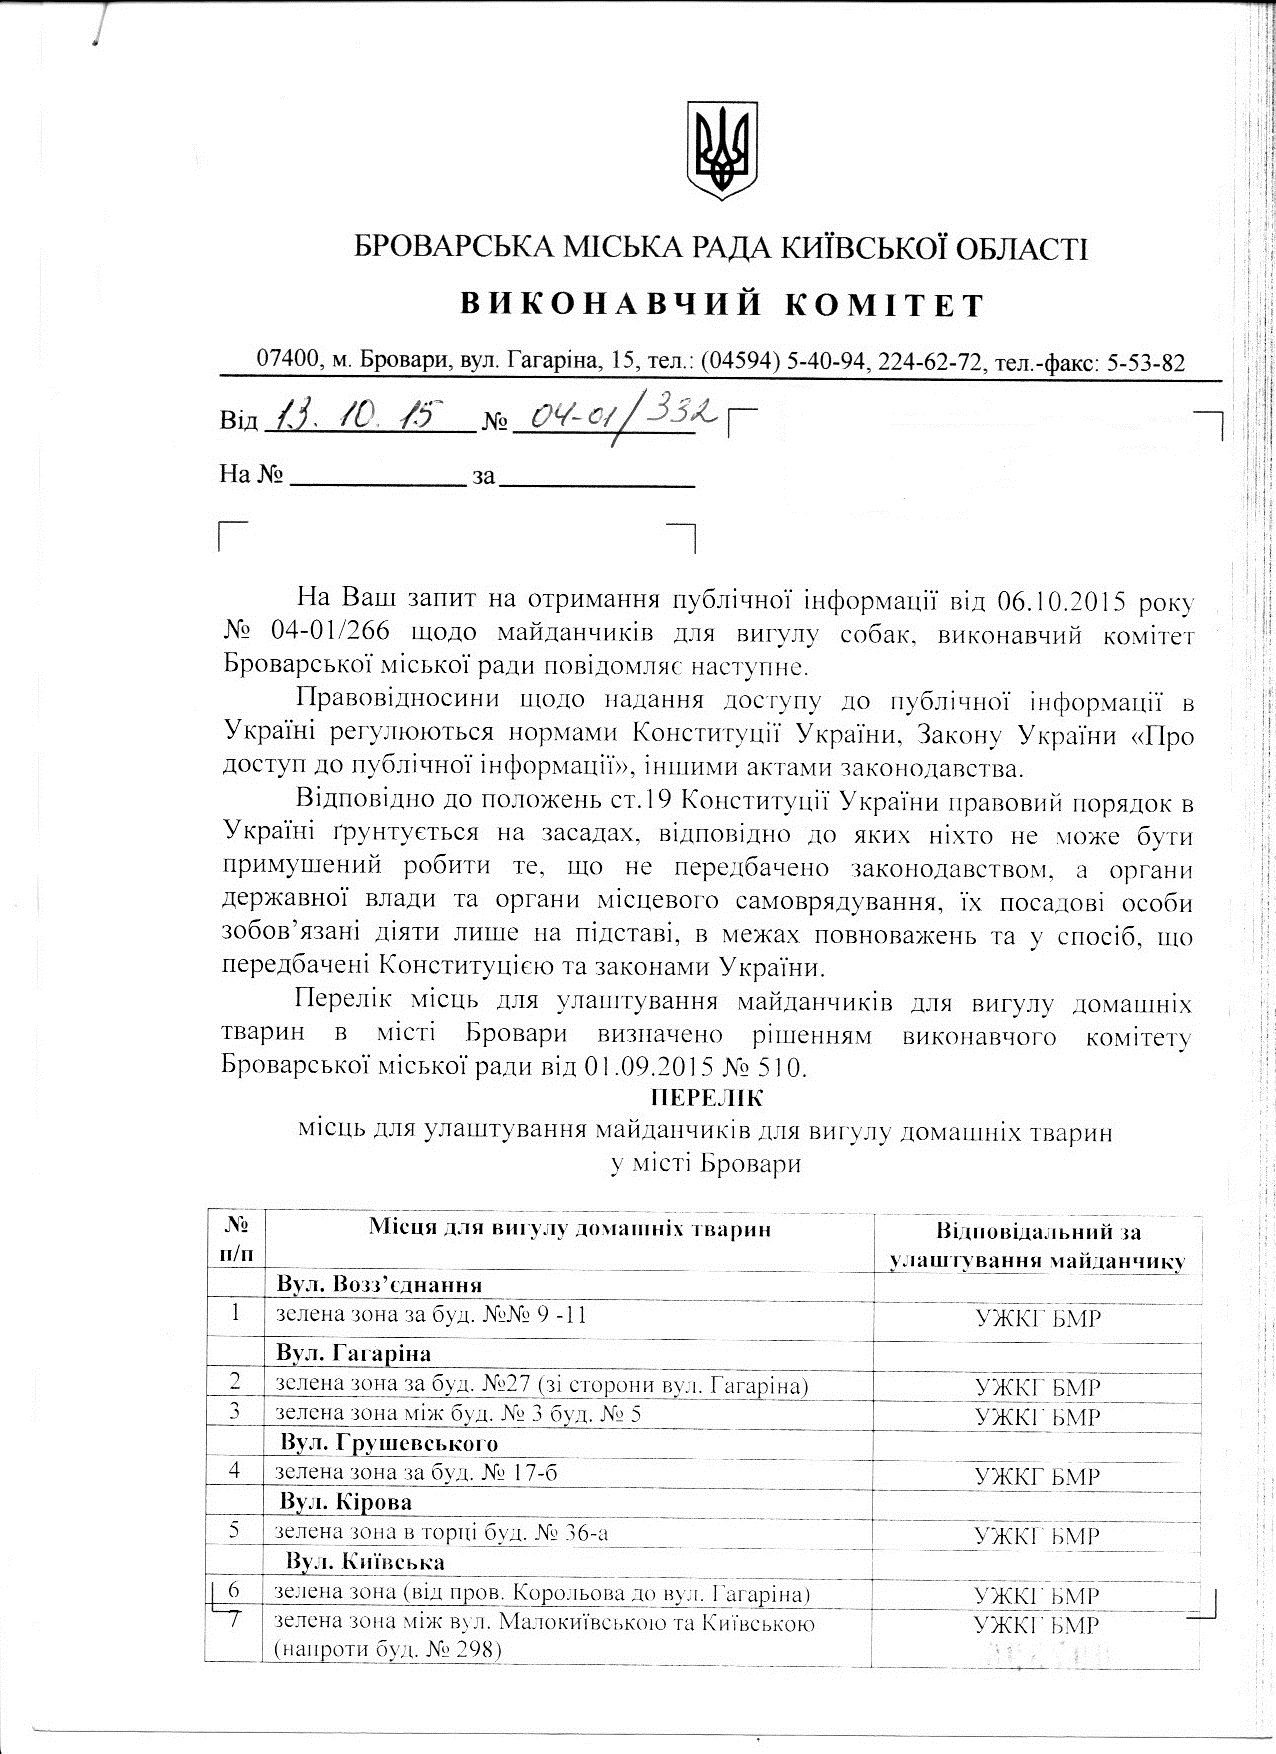 БРОВАРСЬКА МІСЬКА РАДА КИЇВСЬКОЇ ОБЛАСТІ
ВИКОНАВЧИЙ КОМІТЕТ
07400, м. Бровари, вул. Гагаріна, 15, тел.: (04594) 5-40-94, 224-62-72, тел.-факс: 5-53-82
Від 13.10.15 № 04-01/332
На № за
На Ваш запит на отримання публічної інформації від 06.10.2015 року
№ 04-01/266 щодо майданчиків для вигулу собак, виконавчий комітет
Броварської міської ради повідомляє наступне.
Правовідносини щодо надання доступу до публічної інформації в
Україні регулюються нормами Конституції України, Закону України «Про
доступ до публічної інформації», іншими актами законодавства.
Відповідно до положень ст.19 Конституції України правовий порядок в
Україні ґрунтується на засадах, відповідно до яких ніхто не може бути
примушений робити те, що не передбачено законодавством, а органи
державної влади та органи місцевого самоврядування, їх посадові особи
зобов’язані діяти лише на підставі, в межах повноважень та у спосіб, що
передбачені Конституцією та законами України.
Перелік місць для улаштування майданчиків для вигулу домашніх
тварин в місті Бровари визначено рішенням виконавчого комітету
Броварської міської ради від 01.09.2015 № 510.
ПЕРЕЛІК
місць для улаштування майданчиків для вигулу домашніх тварин
у місті Бровари
№ п/п Місця для вигулу домашніх тварин Відповідальний за улаштування майданчику
Вул. Возз’єднання
1 зелена зона за буд. №№ 9 -11 УЖКГ БМР
Вул. Гагаріна
2 зелена зона за буд. №27 (зі сторони вул. Гагаріна) УЖКГ БМР
3 зелена зона між буд. № 3 буд. № 5 УЖКГ БМР
Вул. Грушевського
4 зелена зона за буд. № 17-б УЖКГ БМР
Вул. Кірова
5 зелена зона в торці буд. № 36-а УЖКГ БМР
Вул. Київська
6 зелена зона (від пров. Корольова до вул. Гагаріна) УЖКГ БМР
7 зелена зона між вул. Малокиївською та Київською УЖКГ БМР
(напроти буд. № 298)